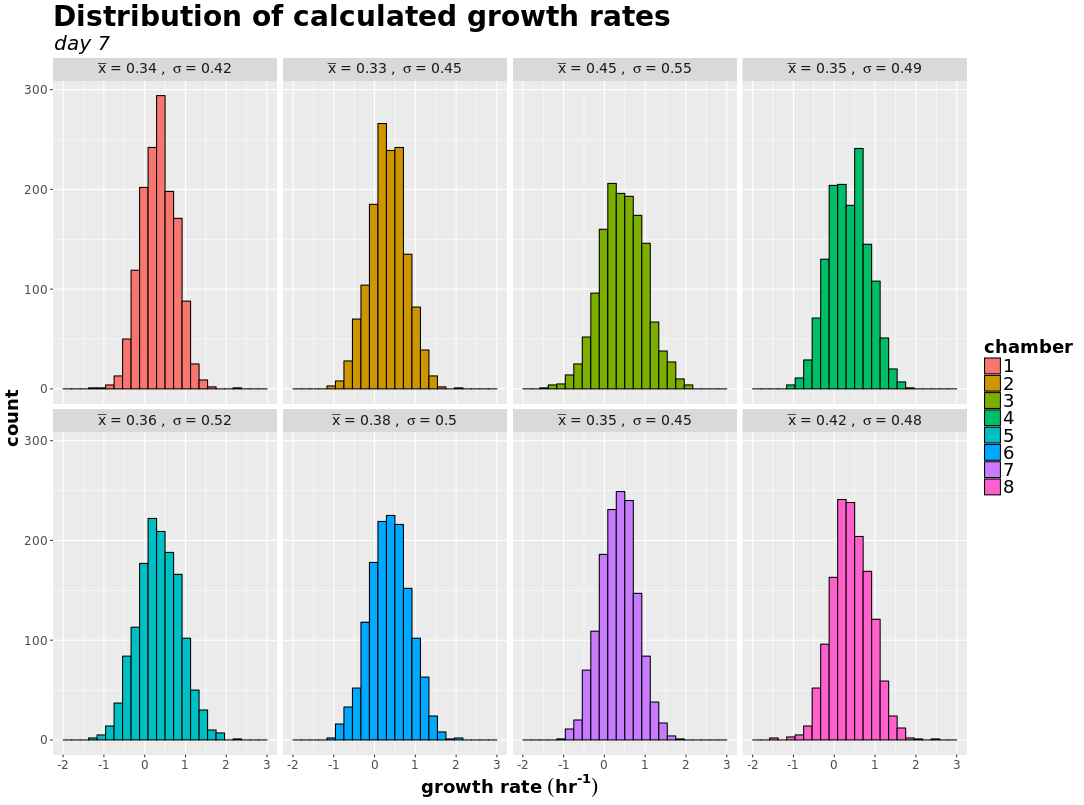 Distribution of calculated growth rates
day 7
x̅ = 0.34 , σ = 0.42
x̅ = 0.33 , σ = 0.45
x̅ = 0.45 , σ = 0.55
x̅ = 0.35 , σ = 0.49
300
200
100
0
x̅ = 0.36 , σ = 0.52
x̅ = 0.38 , σ = 0.5
x̅ = 0.35 , σ = 0.45
x̅ = 0.42 , σ = 0.48
300
200
100
0
-2 -1 0 1 2 3
-2 -1 0 1 2 3
-2 -1 0 1 2 3
-2 -1 0 1 2 3
count
growth rate (hr⁻¹)
chamber
1
2
3
4
5
6
7
8